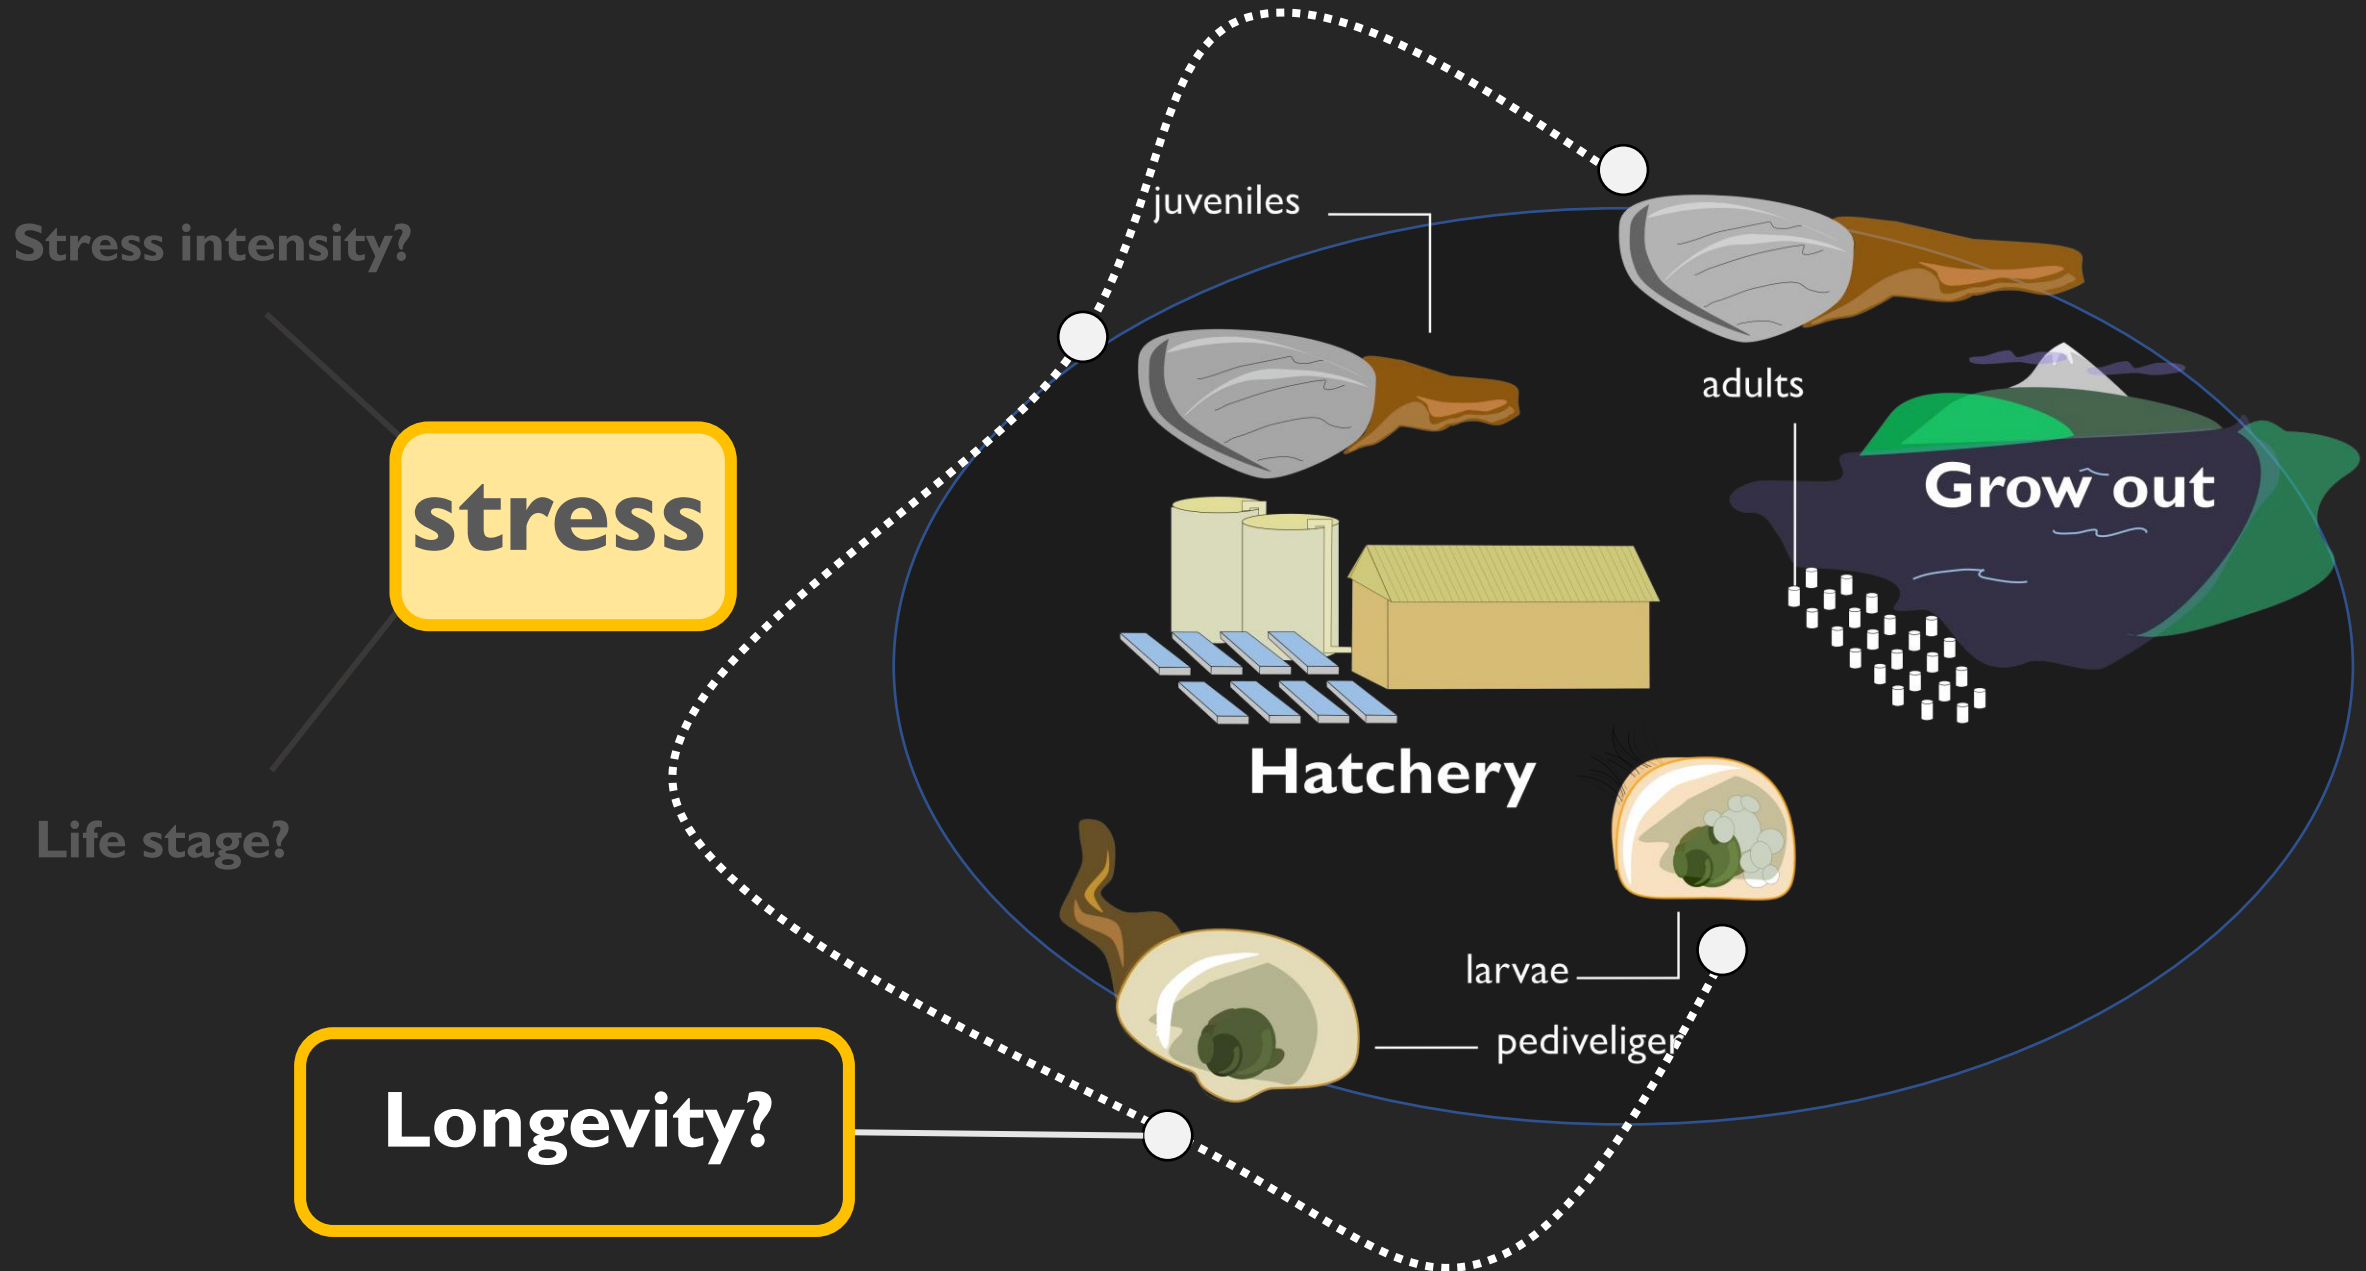 juveniles
Stress intensity?
adults
stress
Grow out
Hatchery
Life stage?
larvae
pediveliger
Longevity?